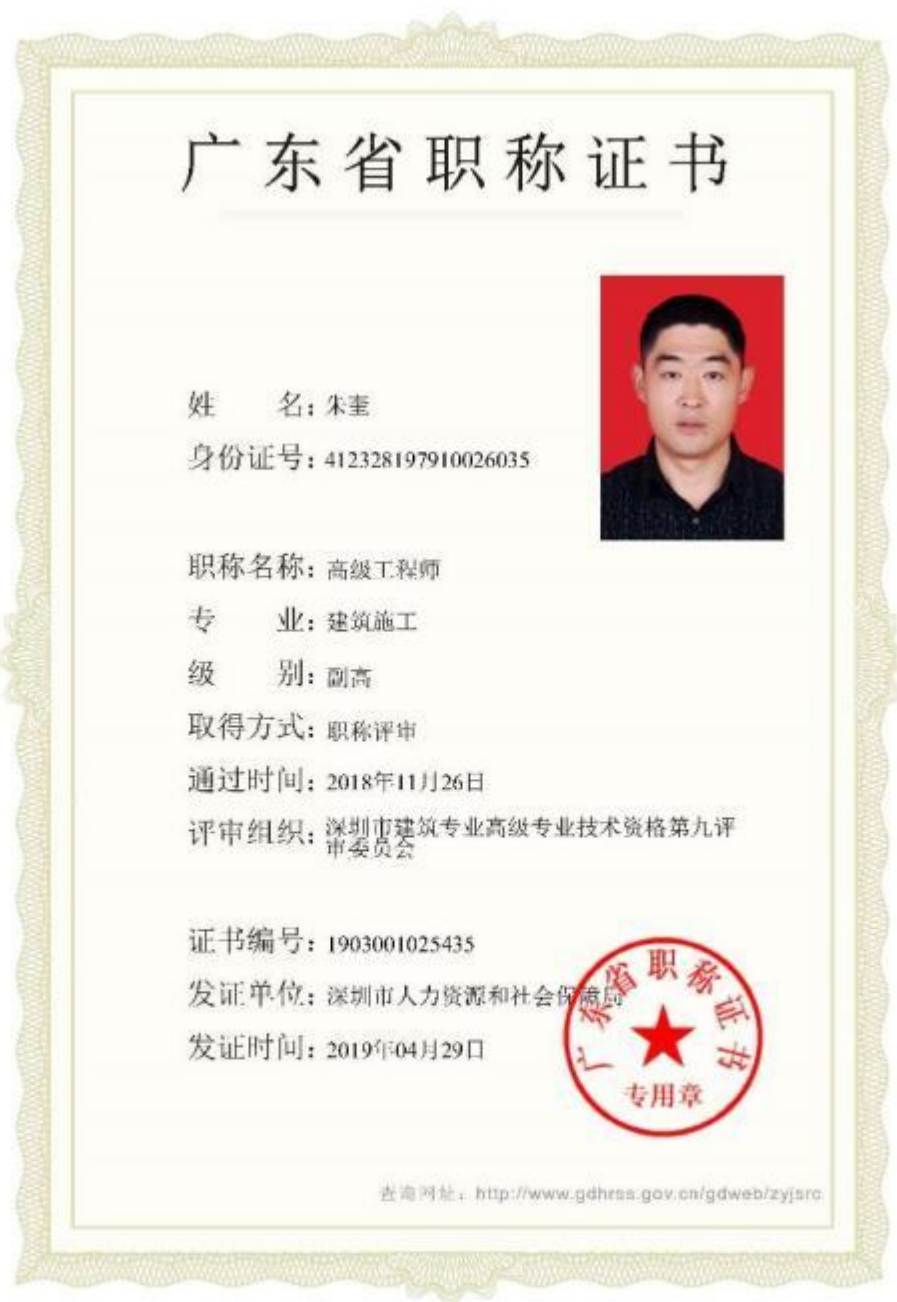 广东省职称证书
姓　　名：朱奎
身份证号：412328197910026035
职称名称：高级工程师
专　　业：建筑施工
级　　别：副高
取得方式：职称评审
通过时间：2018年11月26日
评审组织：深圳市建筑专业高级专业技术资格第九评
审委员会
证书编号：1903001025435
发证单位：深圳市人力资源和社会保障局
发证时间：2019年04月29日
广东省职称证书
专用章
查询网址：http://www.gdhrss.gov.cn/gdweb/zyjsrc